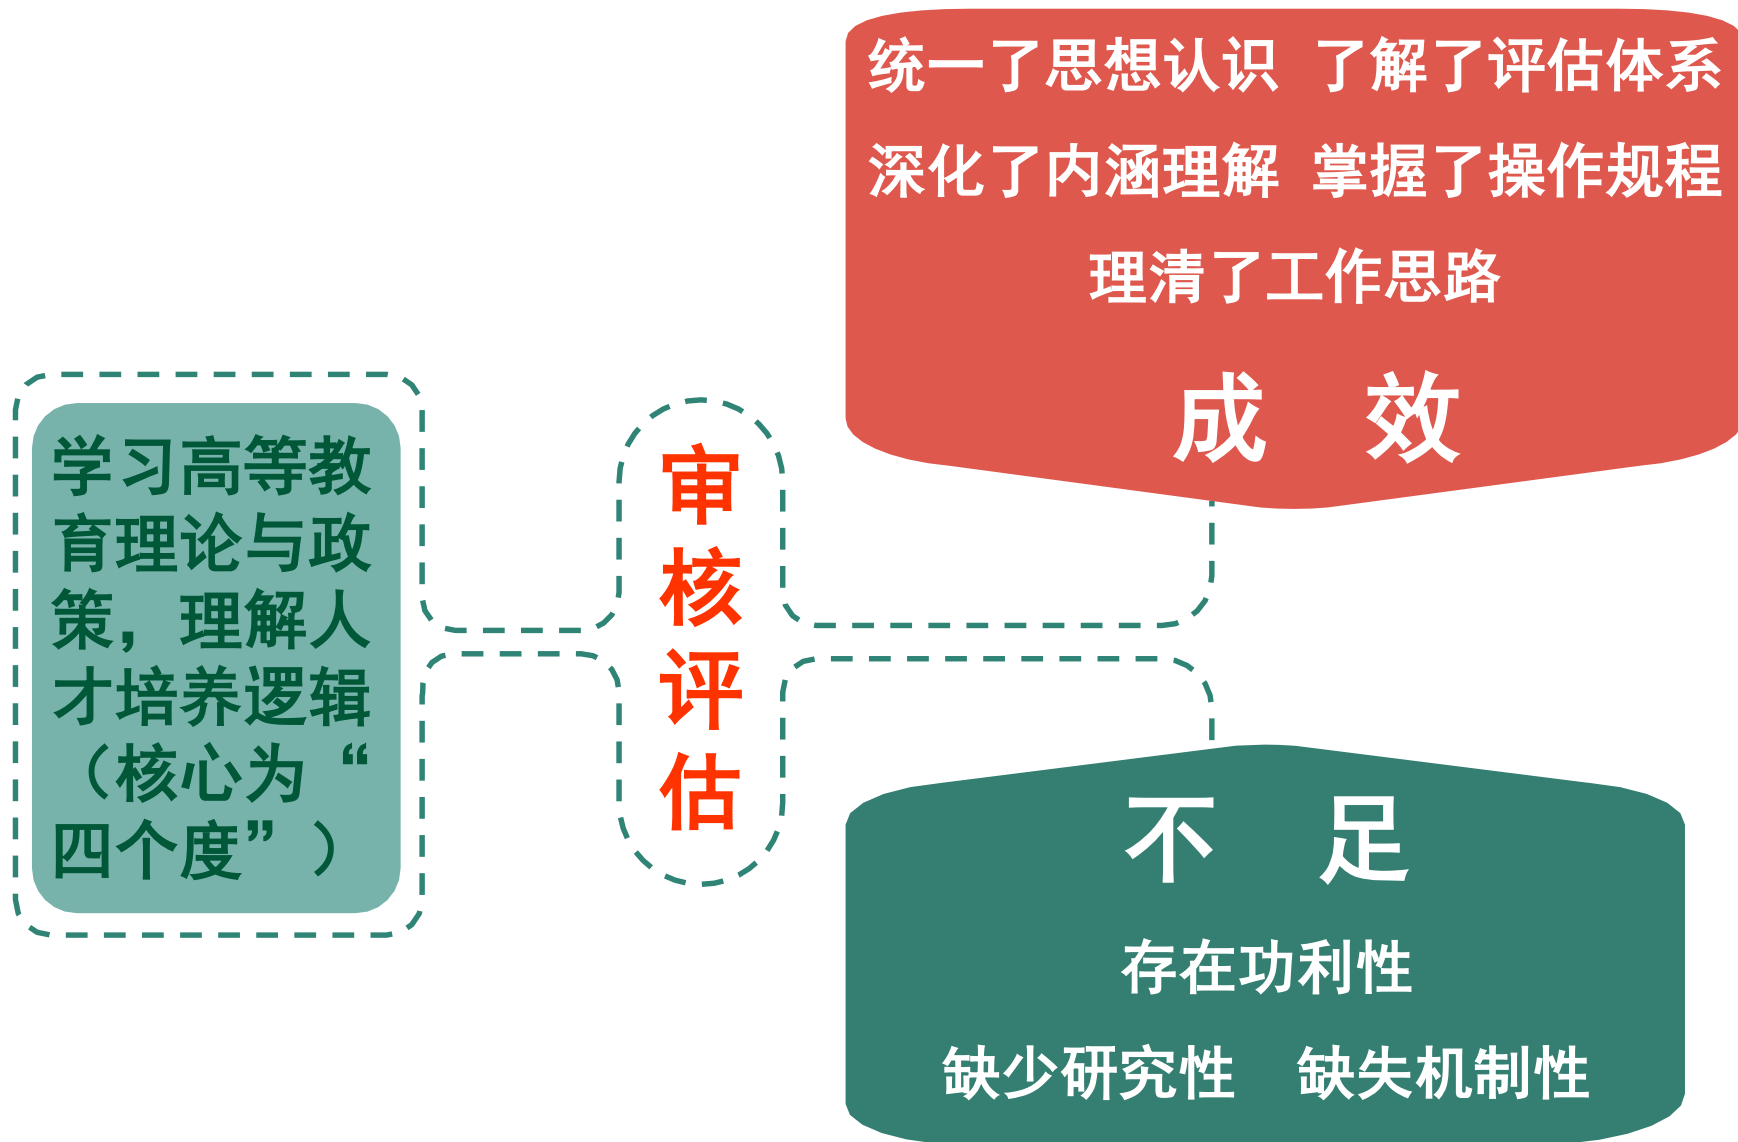 学习高等教
育理论与政
策，理解人
才培养逻辑
（核心为“
四个度”）
审
核
评
估
统一了思想认识 了解了评估体系
深化了内涵理解 掌握了操作规程
理清了工作思路
成 效
不 足
存在功利性
缺少研究性 缺失机制性